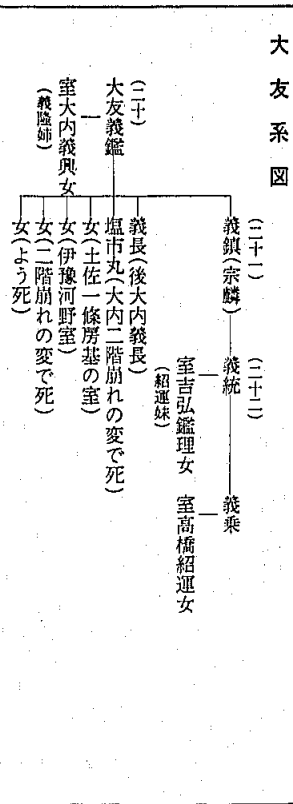 大友系図
(二十一)
義鎮(宗麟)
(二十二)
義統
義乗
室吉弘鑑理女
(紹運妹)
室高橋紹運女
(二十)
大友義鑑
室大内義興女
(義隆姉)
義長(後大内義長)
塩市丸(大内二階崩れの変で死)
女(土佐一條房基の室)
女(伊豫河野室)
女(二階崩れの変で死)
女(よう死)